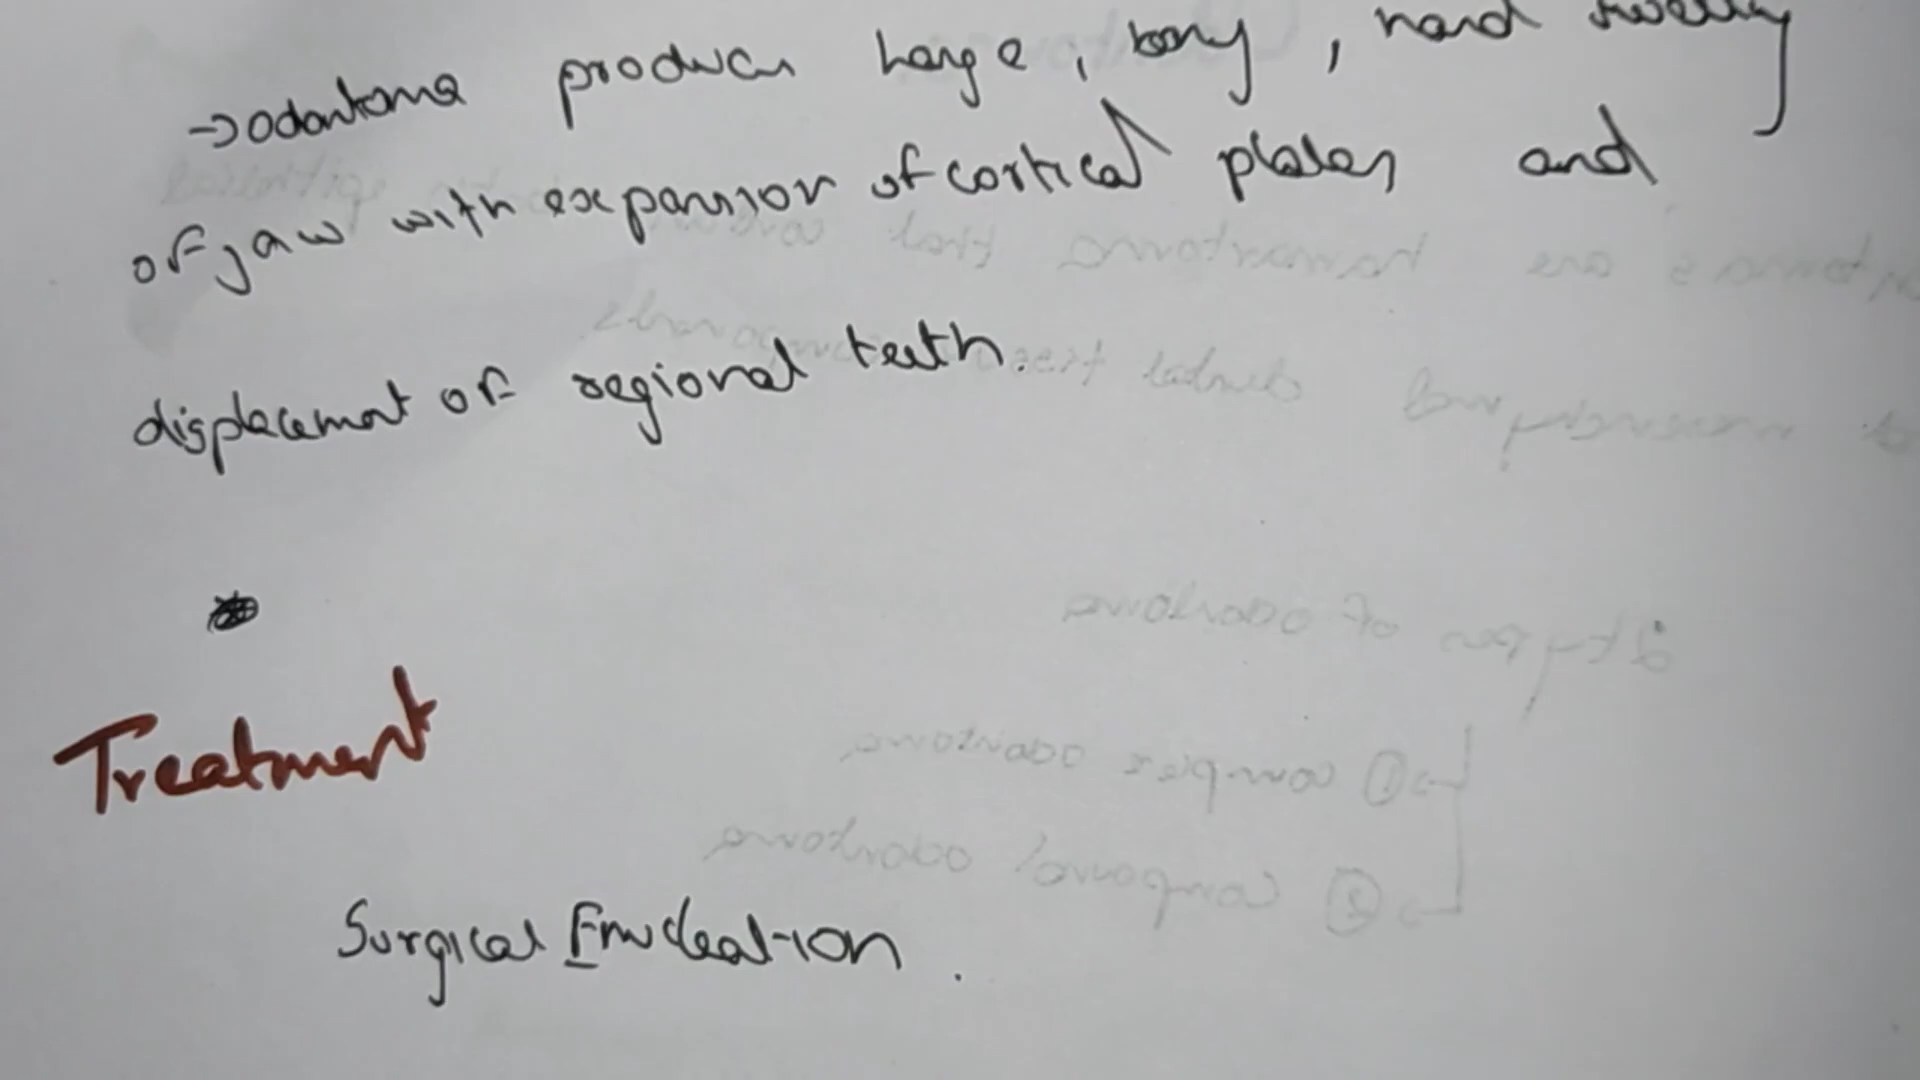 → odontoma produces large, bony, hard swelling
of jaw with expansion of cortical plates and
displacement of regional teeth.
Treatment
Surgical Enucleation.